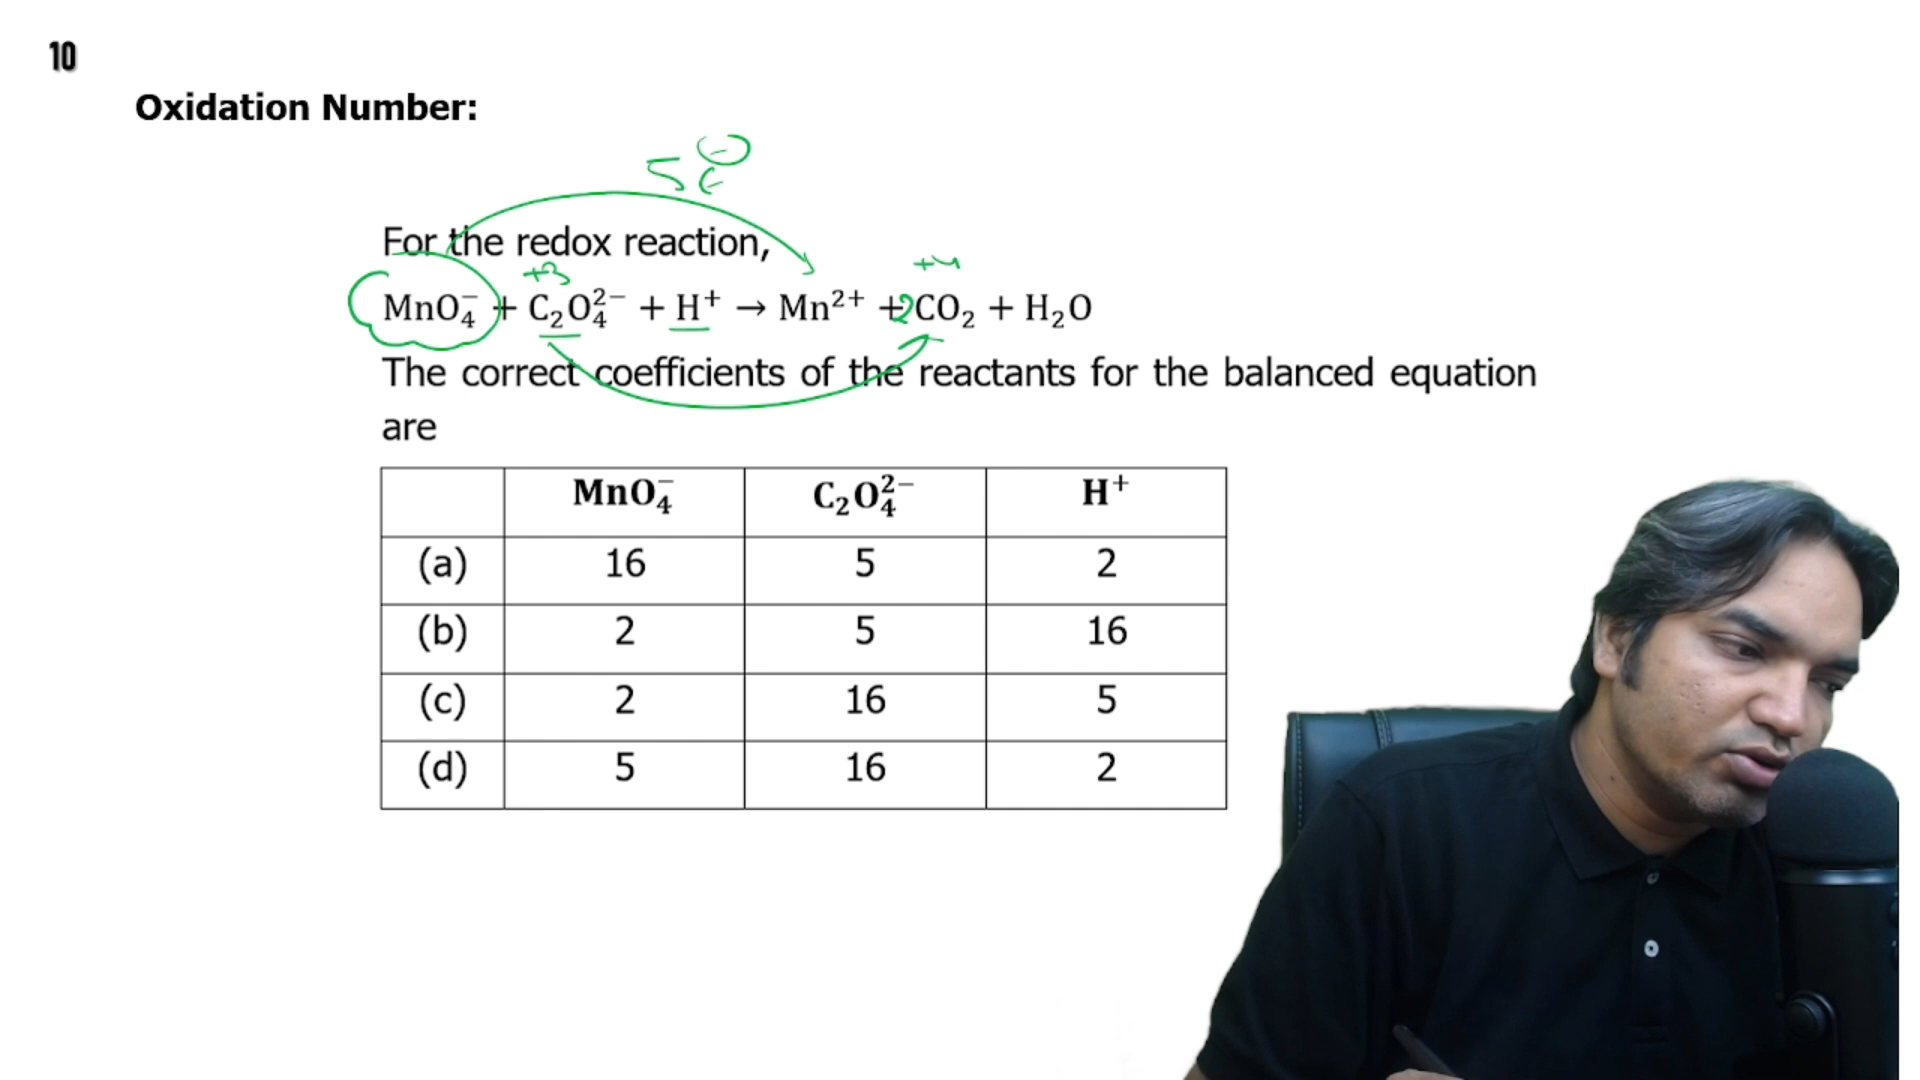 10
Oxidation Number:
5 e⊖
For the redox reaction,
+3 +4
MnO₄⁻ + C₂O₄²⁻ + H⁺ → Mn²⁺ + 2CO₂ + H₂O
The correct coefficients of the reactants for the balanced equation
are
MnO₄⁻ C₂O₄²⁻ H⁺
(a) 16 5 2
(b) 2 5 16
(c) 2 16 5
(d) 5 16 2